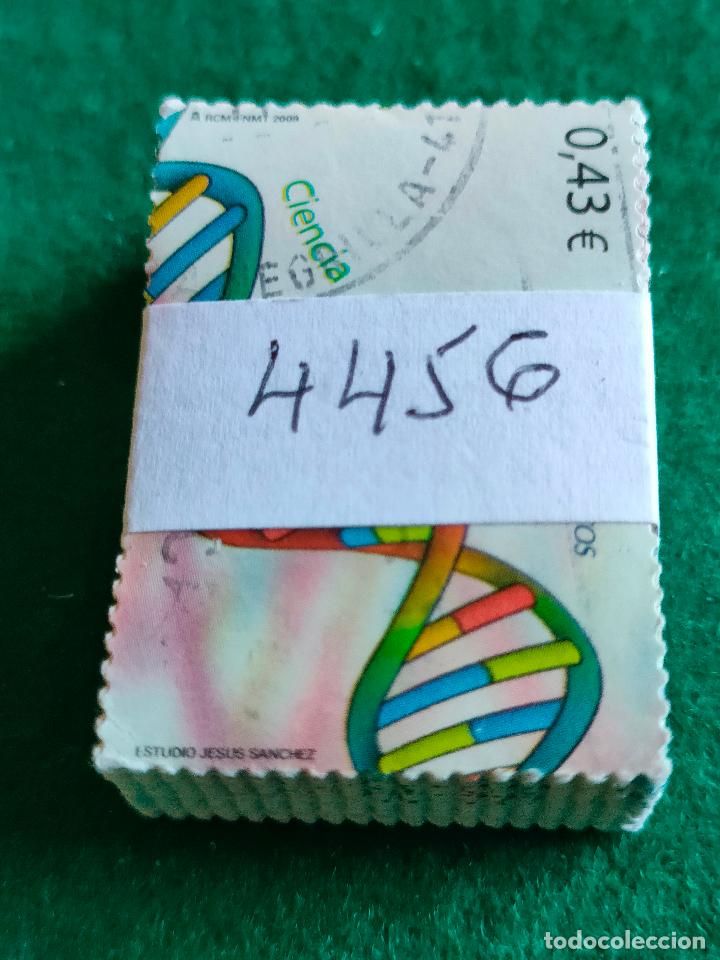 RCM-FNMT 2009
0,43 €
Ciencia
4456
ESTUDIO JESUS SANCHEZ
todocoleccion